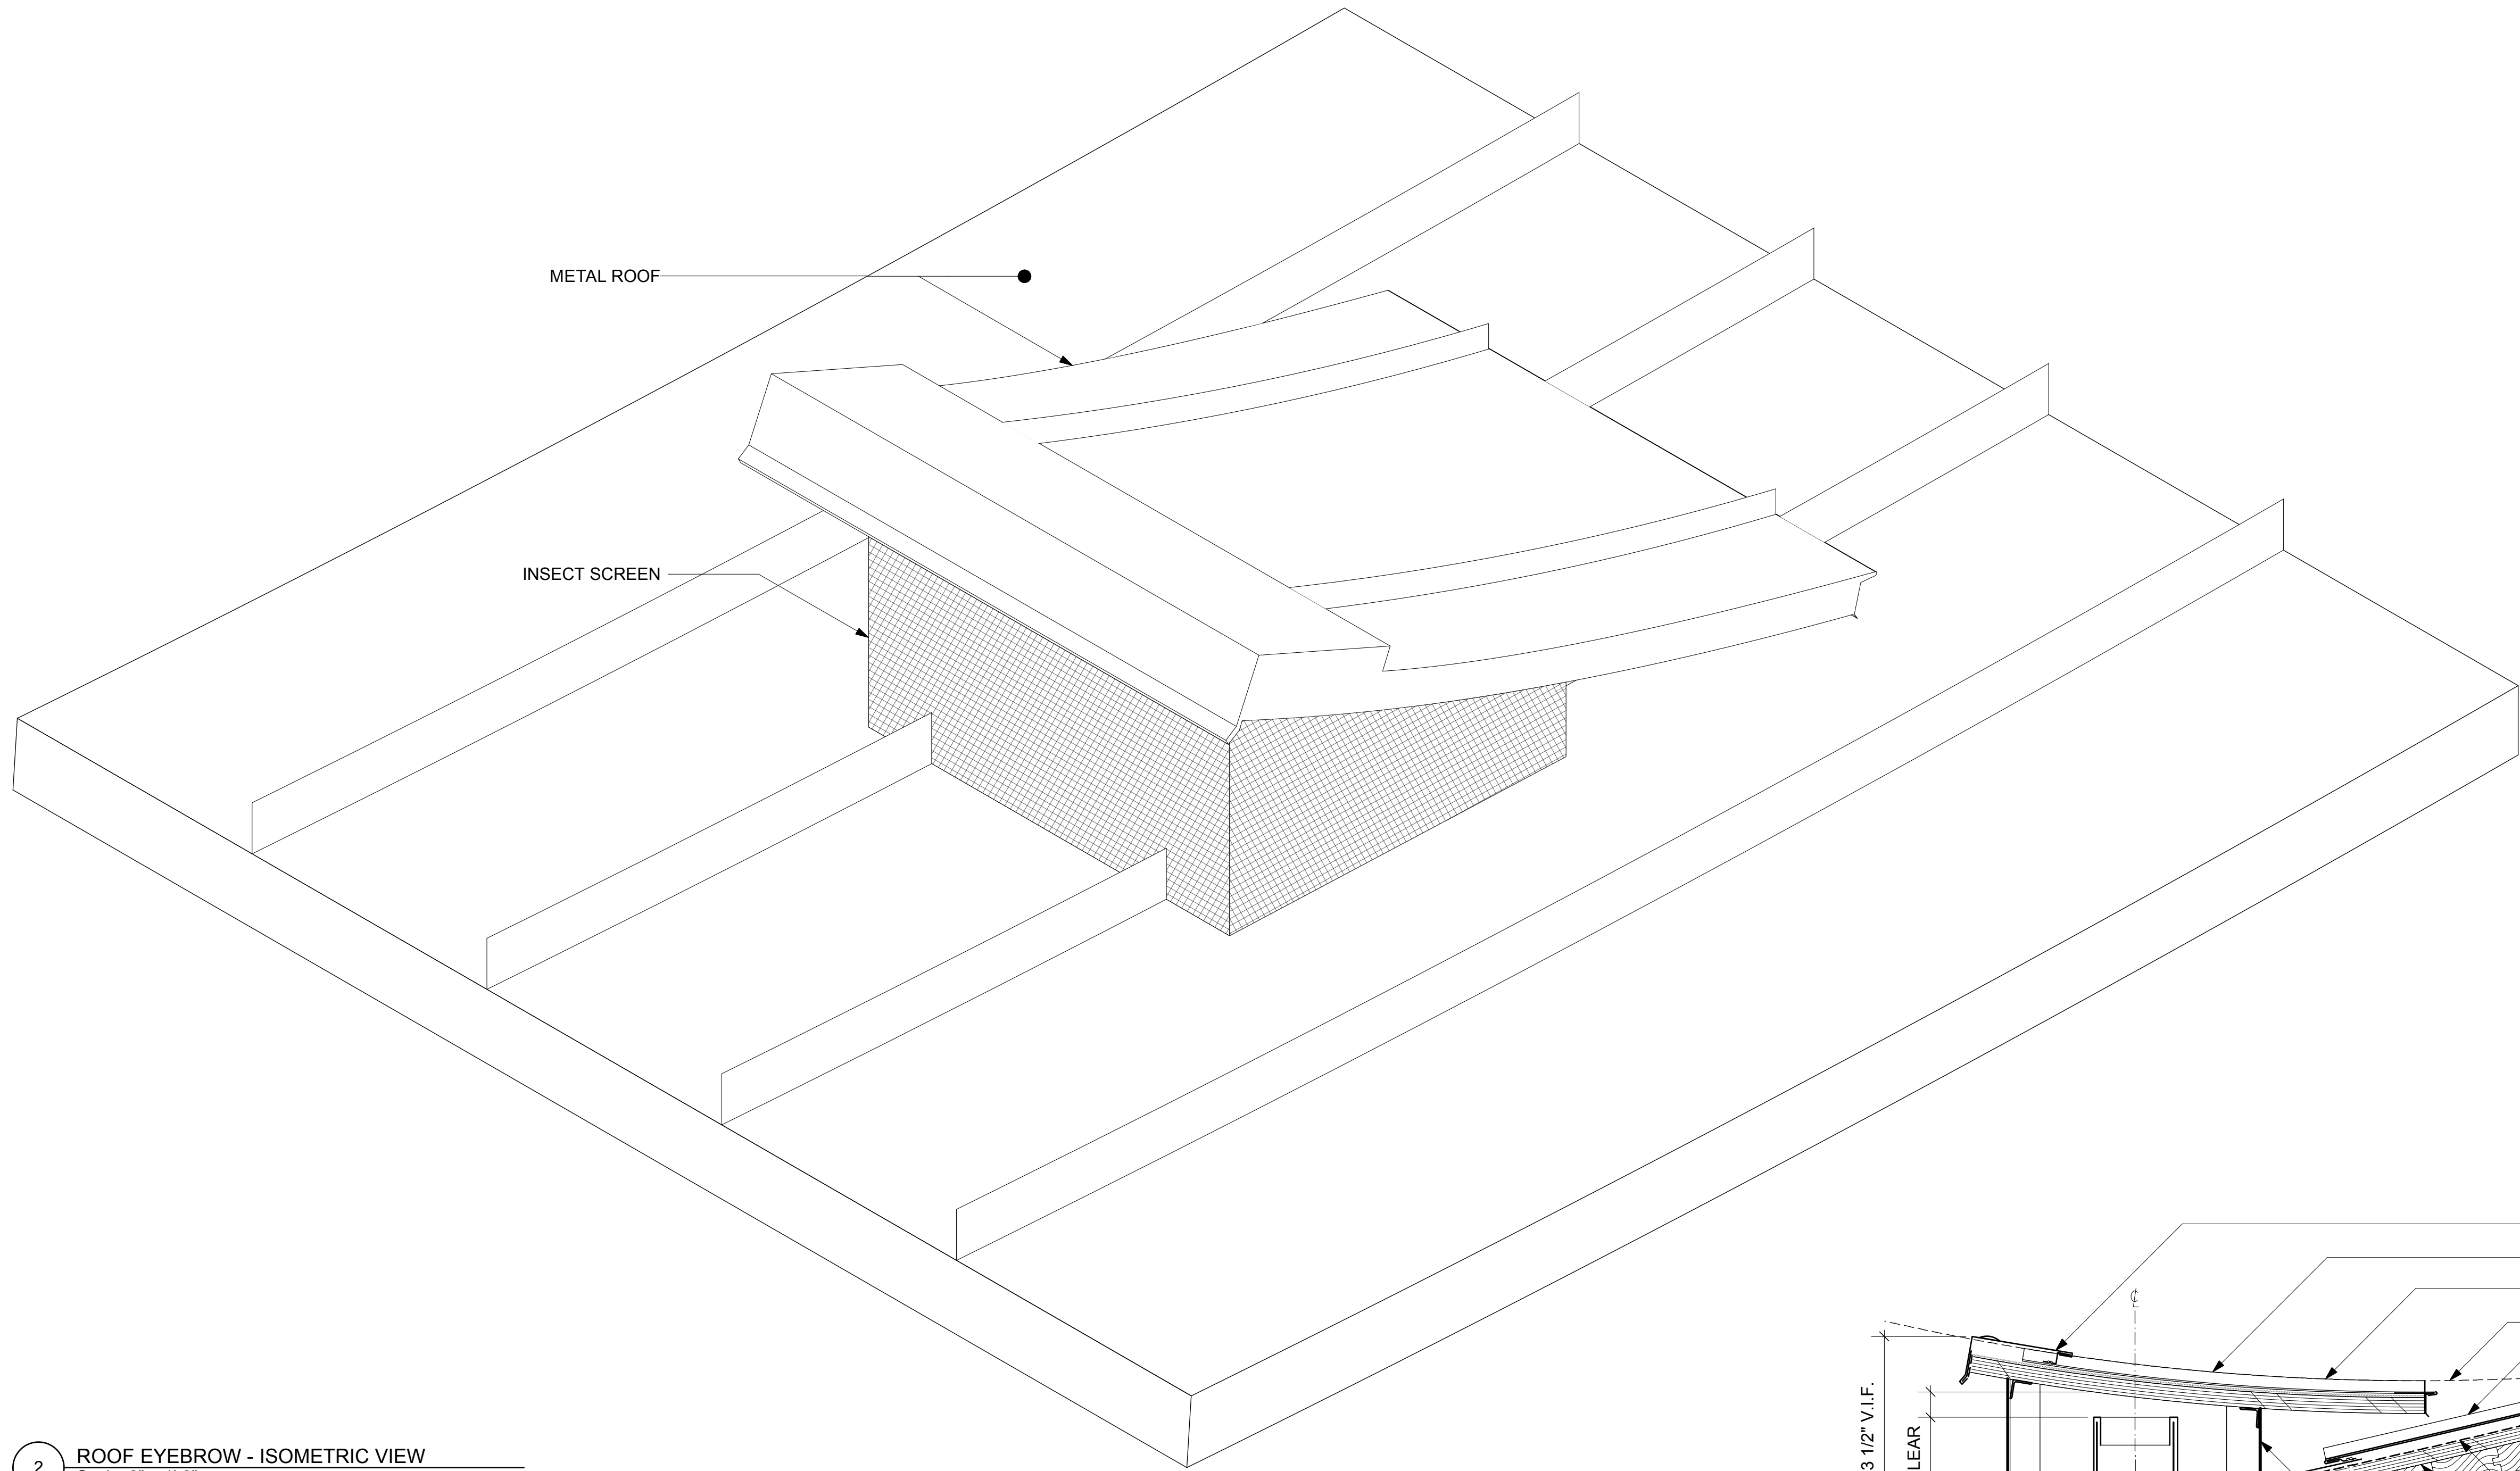 METAL ROOF
INSECT SCREEN
℄
3 1/2" V.I.F.
LEAR
2
ROOF EYEBROW - ISOMETRIC VIEW